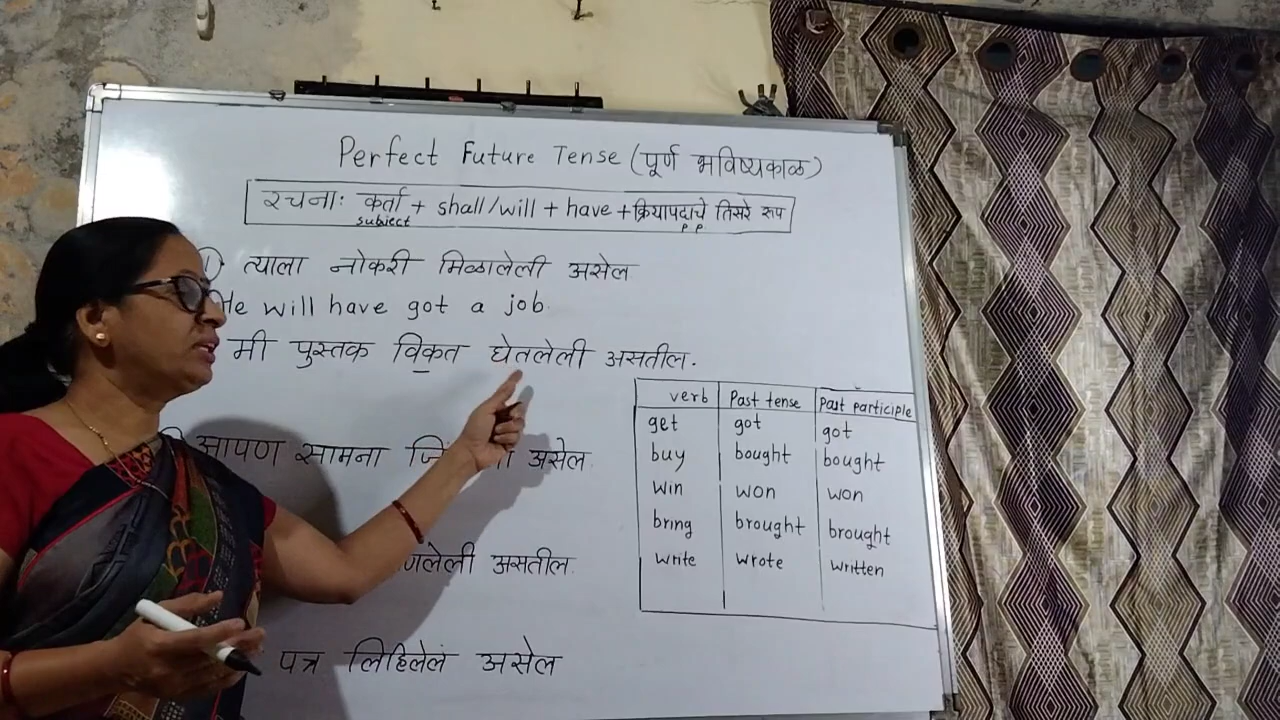 Perfect Future Tense (पूर्ण भविष्यकाळ)
रचनाः कर्ता + shall/will + have + क्रियापदाचे तिसरे रूप
subject P P
1) त्याला नोकरी मिळालेली असेल
He will have got a job.
मी पुस्तक विकत घेतलेली असतील.
आपण सामना असेल.
असतील.
पत्र लिहिलेलं असेल
verb Past tense Past participle
get got got
buy bought bought
win won won
bring brought brought
write wrote written